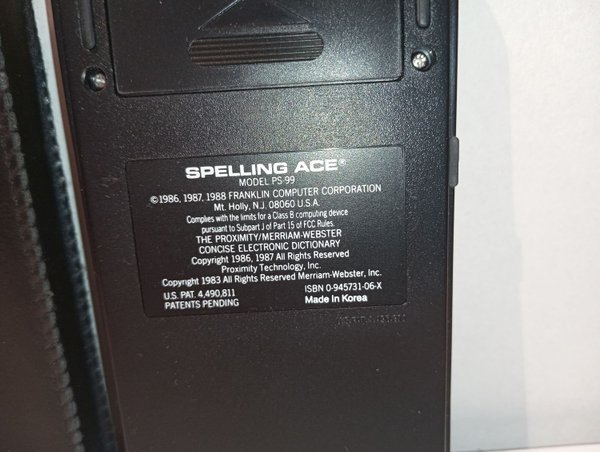 SPELLING ACE®
MODEL PS-99
©1986, 1987, 1988 FRANKLIN COMPUTER CORPORATION
Mt. Holly, N.J. 08060 U.S.A.
Complies with the limits for a Class B computing device
pursuant to Subpart J of Part 15 of FCC Rules.
THE PROXIMITY/MERRIAM-WEBSTER
CONCISE ELECTRONIC DICTIONARY
Copyright 1986, 1987 All Rights Reserved
Proximity Technology, Inc.
Copyright 1983 All Rights Reserved Merriam-Webster, Inc.
U.S. PAT. 4,490,811 ISBN 0-945731-06-X
PATENTS PENDING Made in Korea